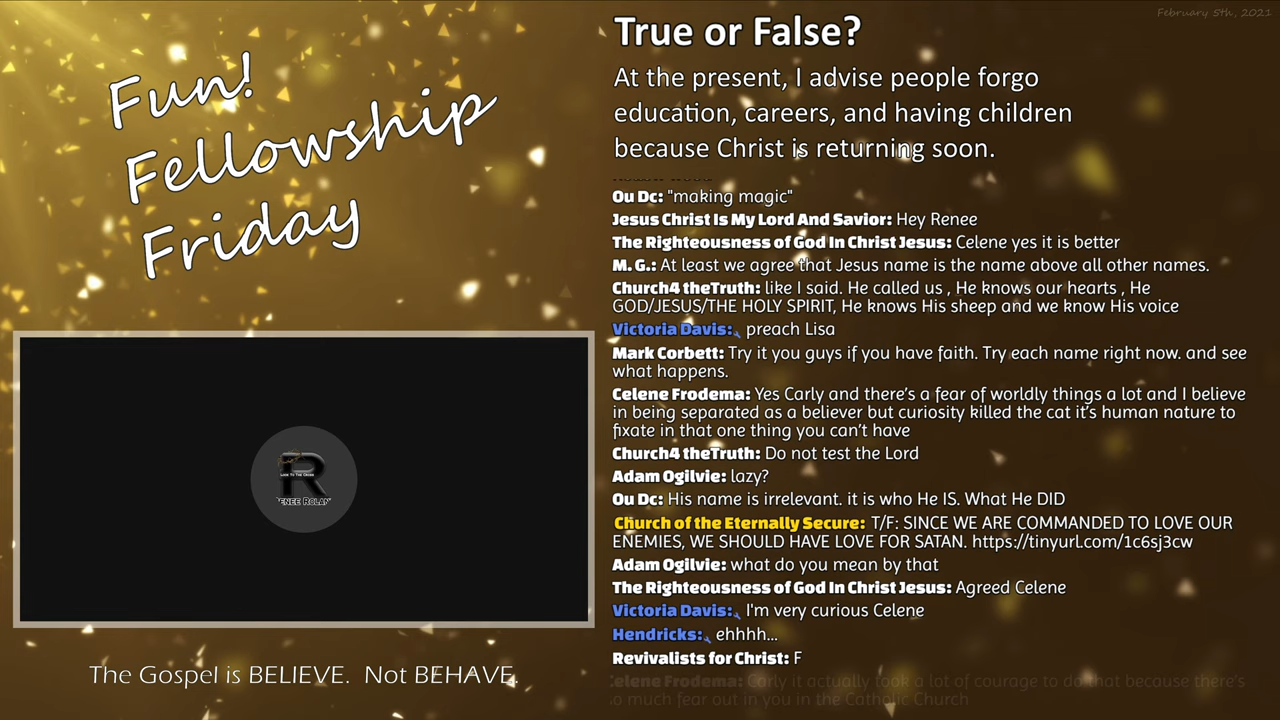 February 5th, 2021
Fun!
Fellowship
Friday
True or False?
At the present, I advise people forgo
education, careers, and having children
because Christ is returning soon.
Ou Dc: "making magic"
Jesus Christ Is My Lord And Savior: Hey Renee
The Righteousness of God In Christ Jesus: Celene yes it is better
M. G.: At least we agree that Jesus name is the name above all other names.
Church4 theTruth: like I said. He called us , He knows our hearts , He
GOD/JESUS/THE HOLY SPIRIT, He knows His sheep and we know His voice
Victoria Davis: preach Lisa
Mark Corbett: Try it you guys if you have faith. Try each name right now. and see
what happens.
Celene Frodema: Yes Carly and there's a fear of worldly things a lot and I believe
in being separated as a believer but curiosity killed the cat it's human nature to
fixate in that one thing you can't have
Church4 theTruth: Do not test the Lord
Adam Ogilvie: lazy?
Ou Dc: His name is irrelevant. it is who He IS. What He DID
Church of the Eternally Secure: T/F: SINCE WE ARE COMMANDED TO LOVE OUR
ENEMIES, WE SHOULD HAVE LOVE FOR SATAN. https://tinyurl.com/1c6sj3cw
Adam Ogilvie: what do you mean by that
The Righteousness of God In Christ Jesus: Agreed Celene
Victoria Davis: I'm very curious Celene
Hendricks: ehhhh...
Revivalists for Christ: F
Celene Frodema: Carly it actually took a lot of courage to do that because there's
so much fear out in you in the Catholic Church
R
The Gospel is BELIEVE. Not BEHAVE.